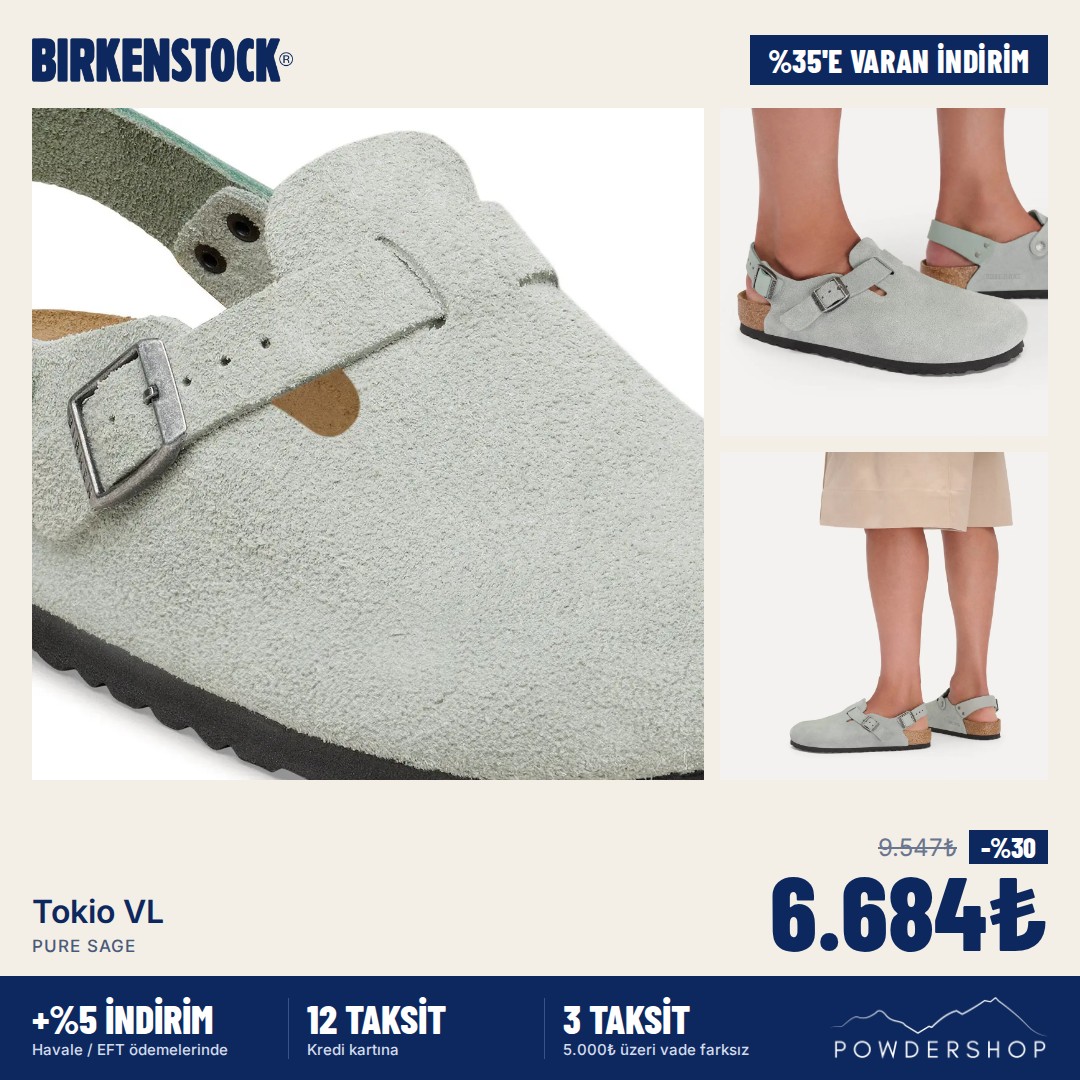 BIRKENSTOCK®
%35'E VARAN İNDİRİM
9.547₺
-%30
6.684₺
Tokio VL
PURE SAGE
+%5 İNDİRİM
Havale / EFT ödemelerinde
12 TAKSİT
Kredi kartına
3 TAKSİT
5.000₺ üzeri vade farksız
POWDERSHOP